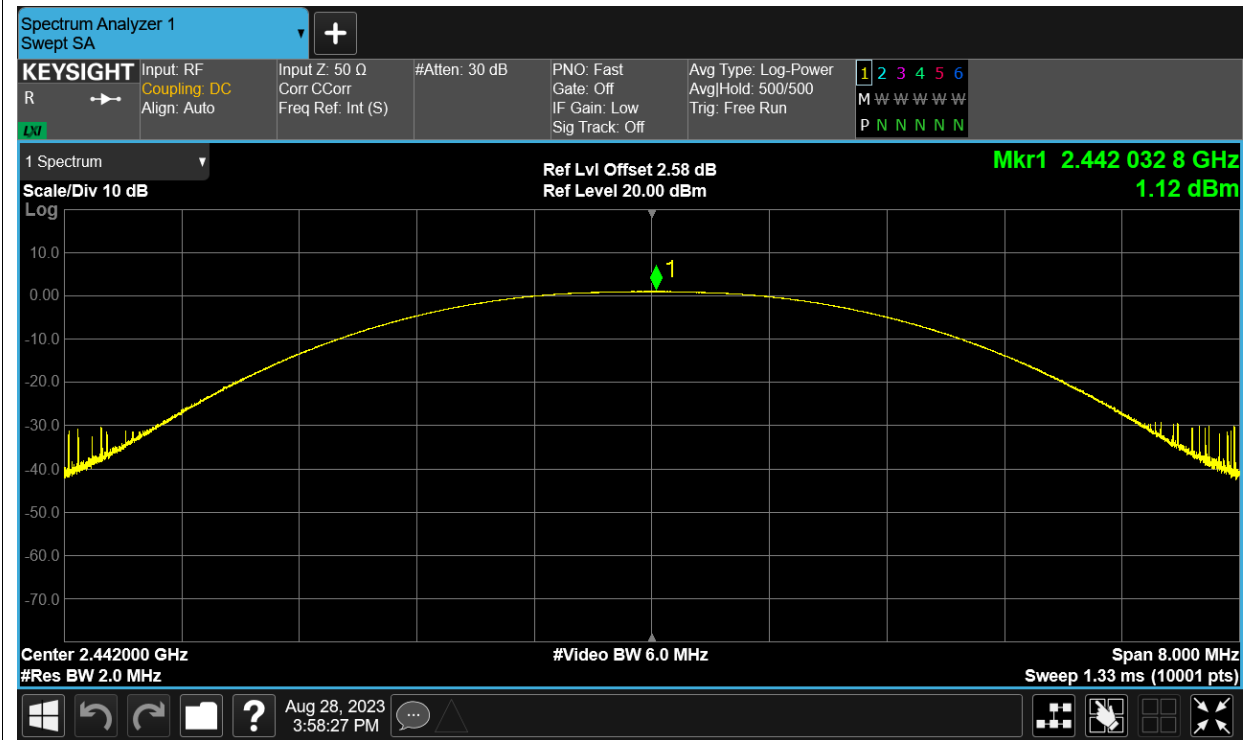 Spectrum Analyzer 1
Swept SA
KEYSIGHT
R
LXI
Input: RF
Coupling: DC
Align: Auto
Input Z: 50 Ω
Corr CCorr
Freq Ref: Int (S)
#Atten: 30 dB
PNO: Fast
Gate: Off
IF Gain: Low
Sig Track: Off
Avg Type: Log-Power
Avg|Hold: 500/500
Trig: Free Run
1 2 3 4 5 6
M W W W W W
P N N N N N
1 Spectrum
Scale/Div 10 dB
Log
Ref Lvl Offset 2.58 dB
Ref Level 20.00 dBm
Mkr1 2.442 032 8 GHz
1.12 dBm
1
10.0
0.00
-10.0
-20.0
-30.0
-40.0
-50.0
-60.0
-70.0
Center 2.442000 GHz
#Res BW 2.0 MHz
#Video BW 6.0 MHz
Span 8.000 MHz
Sweep 1.33 ms (10001 pts)
?
Aug 28, 2023
3:58:27 PM